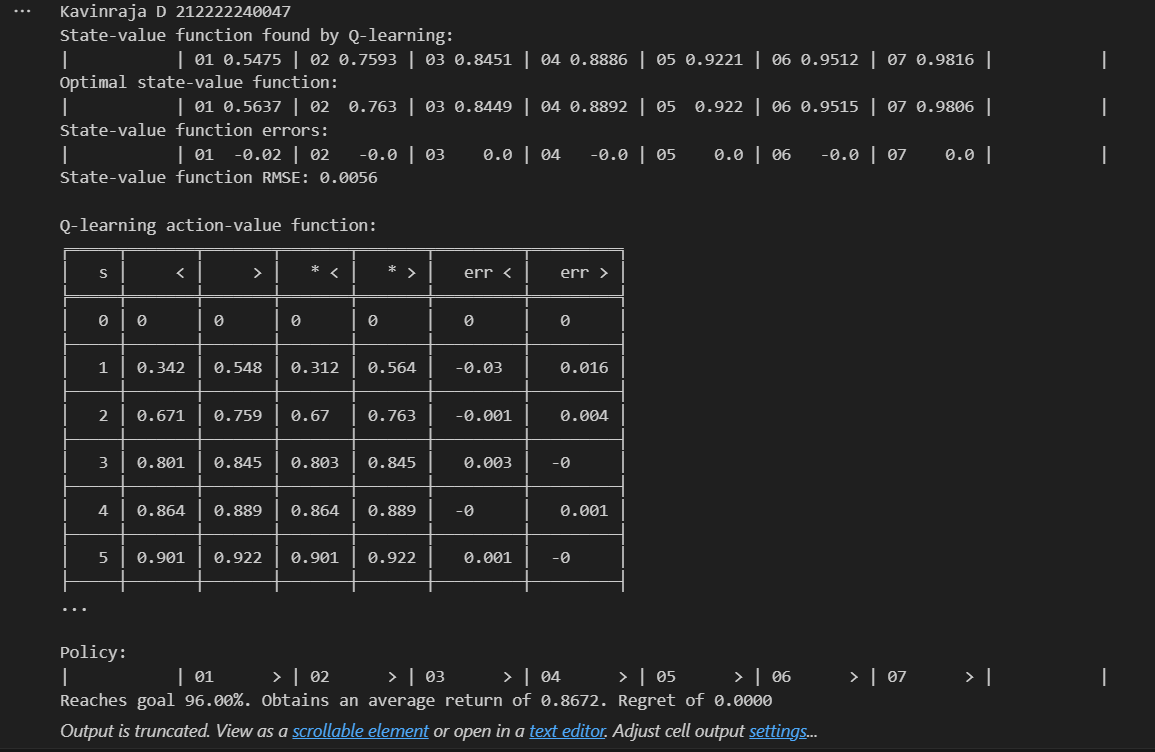 ...
Kavinraja D 212222240047
State-value function found by Q-learning:
|           | 01 0.5475 | 02 0.7593 | 03 0.8451 | 04 0.8886 | 05 0.9221 | 06 0.9512 | 07 0.9816 |           |
Optimal state-value function:
|           | 01 0.5637 | 02  0.763 | 03 0.8449 | 04 0.8892 | 05  0.922 | 06 0.9515 | 07 0.9806 |           |
State-value function errors:
|           | 01  -0.02 | 02   -0.0 | 03    0.0 | 04   -0.0 | 05    0.0 | 06   -0.0 | 07    0.0 |           |
State-value function RMSE: 0.0056
Q-learning action-value function:
| s | < | > | * < | * > | err < | err > |
| 0 | 0 | 0 | 0 | 0 | 0 | 0 |
| 1 | 0.342 | 0.548 | 0.312 | 0.564 | -0.03 | 0.016 |
| 2 | 0.671 | 0.759 | 0.67 | 0.763 | -0.001 | 0.004 |
| 3 | 0.801 | 0.845 | 0.803 | 0.845 | 0.003 | -0 |
| 4 | 0.864 | 0.889 | 0.864 | 0.889 | -0 | 0.001 |
| 5 | 0.901 | 0.922 | 0.901 | 0.922 | 0.001 | -0 |
...
Policy:
|           | 01      > | 02      > | 03      > | 04      > | 05      > | 06      > | 07      > |           |
Reaches goal 96.00%. Obtains an average return of 0.8672. Regret of 0.0000
Output is truncated. View as a scrollable element or open in a text editor. Adjust cell output settings...